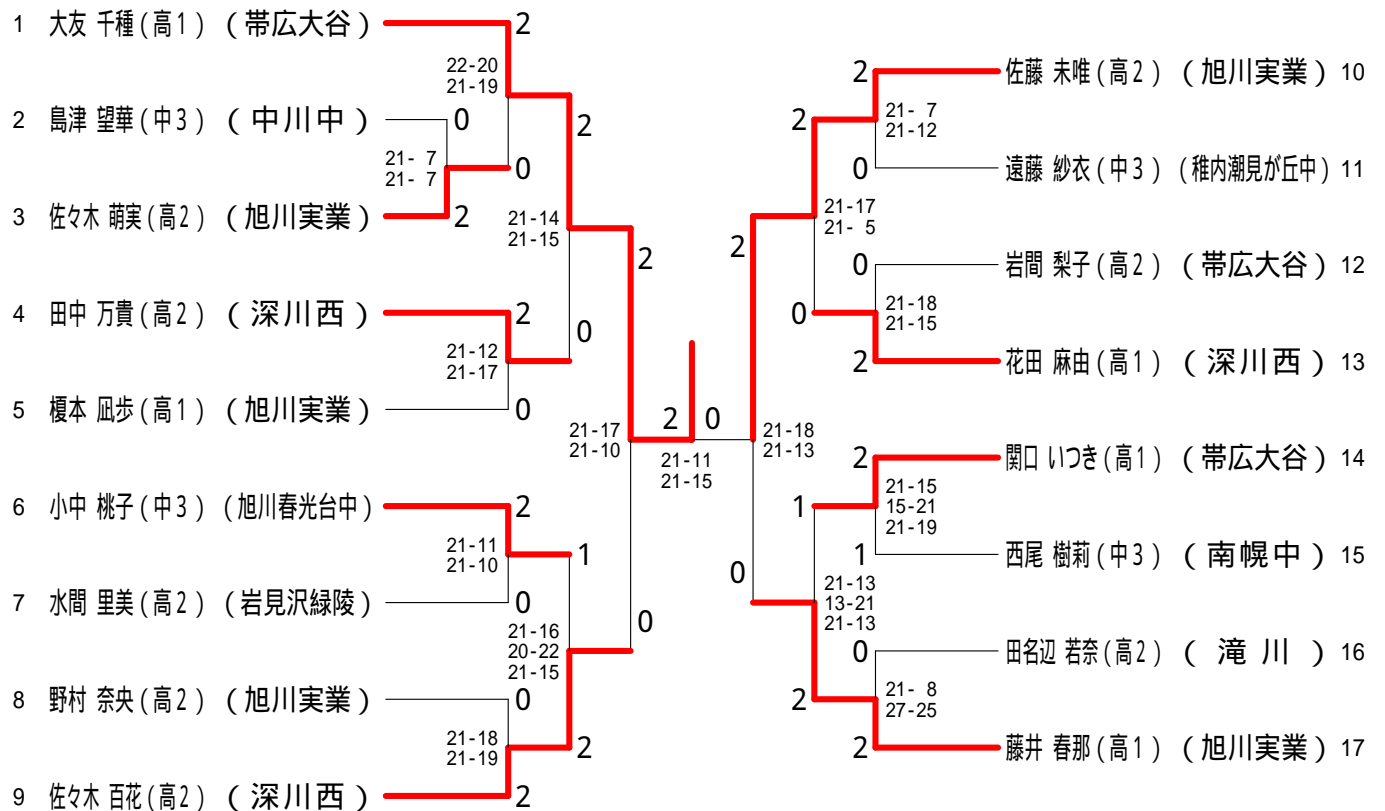 1 大友 千種(高1) (帯広大谷) 2
22-20
21-19
2 島津 望華(中3) (中川中) 0
2
21- 7
21- 7
0
3 佐々木 萌実(高2) (旭川実業) 2
21-14
21-15
2
4 田中 万貴(高2) (深川西) 2
0
21-12
21-17
5 榎本 凪歩(高1) (旭川実業) 0
21-17
21-10
2 0
21-11
21-15
6 小中 桃子(中3) (旭川春光台中) 2
21-11
21-10
1
7 水間 里美(高2) (岩見沢緑陵) 0
0
21-16
20-22
21-15
8 野村 奈央(高2) (旭川実業) 0
21-18
21-19
2
9 佐々木 百花(高2) (深川西) 2
2 佐藤 未唯(高2) (旭川実業) 10
2
21- 7
21-12
0 遠藤 紗衣(中3) (稚内潮見が丘中) 11
21-17
21- 5
2
0 岩間 梨子(高2) (帯広大谷) 12
0
21-18
21-15
2 花田 麻由(高1) (深川西) 13
21-18
21-13
2 関口 いつき(高1) (帯広大谷) 14
1
21-15
15-21
21-19
1 西尾 樹莉(中3) (南幌中) 15
0
21-13
13-21
21-13
0 田名辺 若奈(高2) (滝川) 16
2
21- 8
27-25
2 藤井 春那(高1) (旭川実業) 17